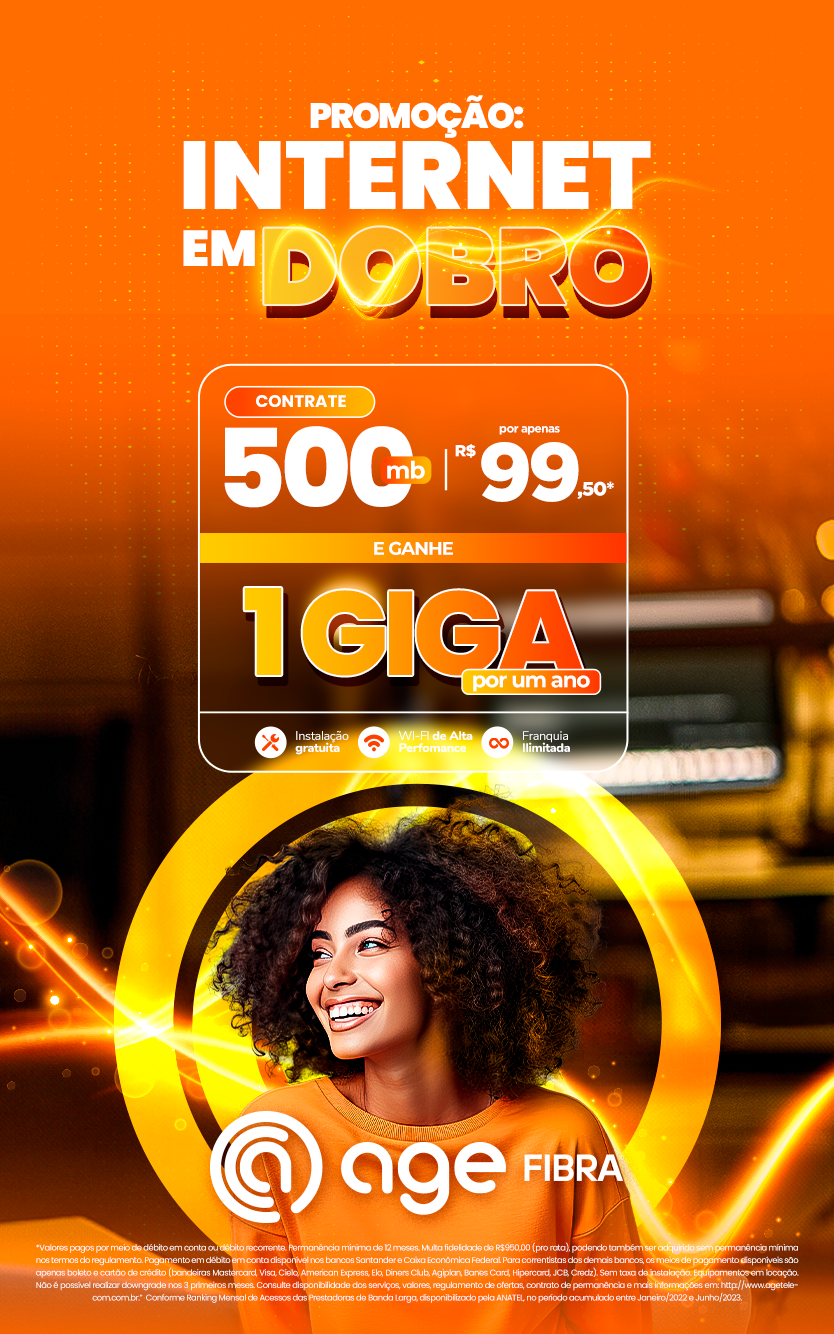 PROMOÇÃO:
INTERNET
EM DOBRO
CONTRATE
500 mb
por apenas
R$ 99,50*
E GANHE
1 GIGA
por um ano
Instalação
gratuita
WI-FI de Alta
Perfomance
Franquia
Ilimitada
age FIBRA
*Valores pagos por meio de débito em conta ou débito recorrente. Permanência mínima de 12 meses. Multa fidelidade de R$950,00 (pro rata), podendo também ser adquirido sem permanência mínima
nos termos do regulamento. Pagamento em débito em conta disponível nos bancos Santander e Caixa Econômica Federal. Para correntistas dos demais bancos, os meios de pagamento disponíveis são
apenas boleto e cartão de crédito (bandeiras Mastercard, Visa, Cielo, American Express, Elo, Diners Club, Agiplan, Banes Card, Hipercard, JCB, Credz). Sem taxa de instalação. Equipamentos em locação.
Não é possível realizar downgrade nos 3 primeiros meses. Consulte disponibilidade dos serviços, valores, regulamento de ofertas, contrato de permanência e mais informações em: http://www.agetele-
com.com.br." Conforme Ranking Mensal de Acessos das Prestadoras de Banda Larga, disponibilizado pela ANATEL, no período acumulado entre Janeiro/2022 e Junho/2023.